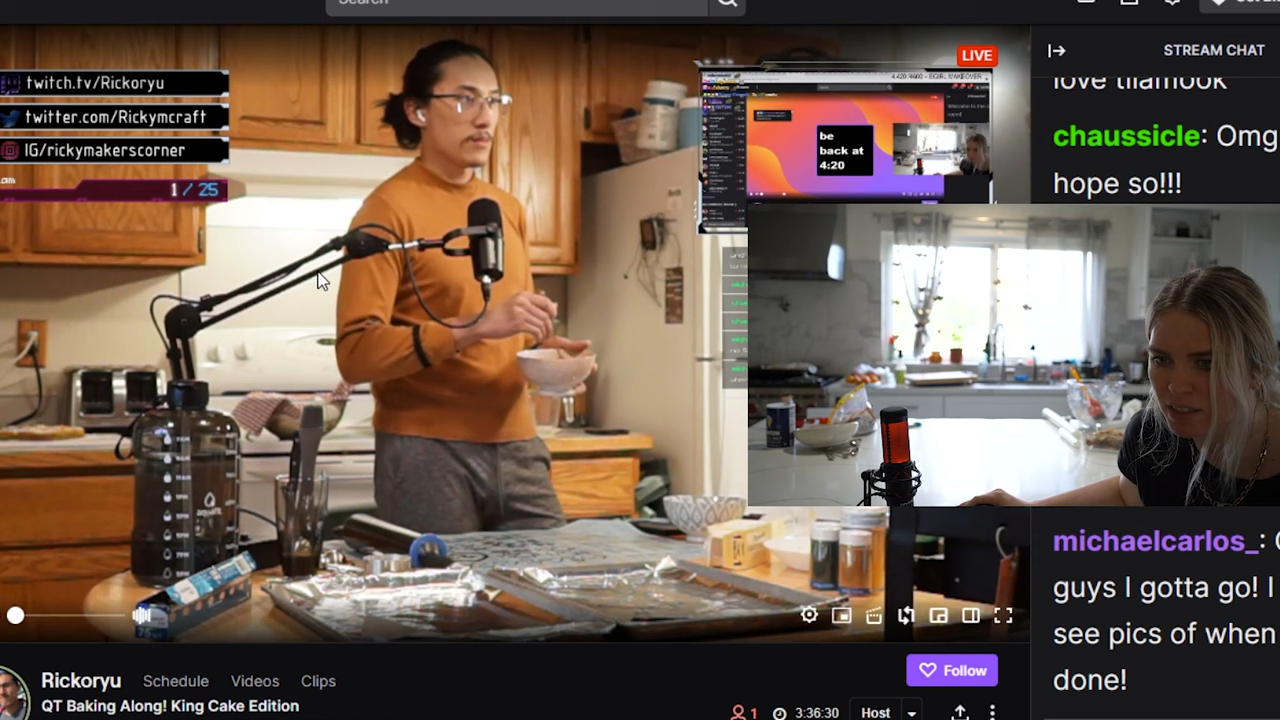 Search
twitch.tv/Rickoryu
twitter.com/Rickymcraft
IG/rickymakerscorner
1 / 25
LIVE
be
back at
4:20
STREAM CHAT
love tillamook
chaussicle: Omg
hope so!!!
michaelcarlos_:
guys I gotta go! I
see pics of when
done!
Rickoryu
Schedule
Videos
Clips
Follow
QT Baking Along! King Cake Edition
1
3:36:30
Host